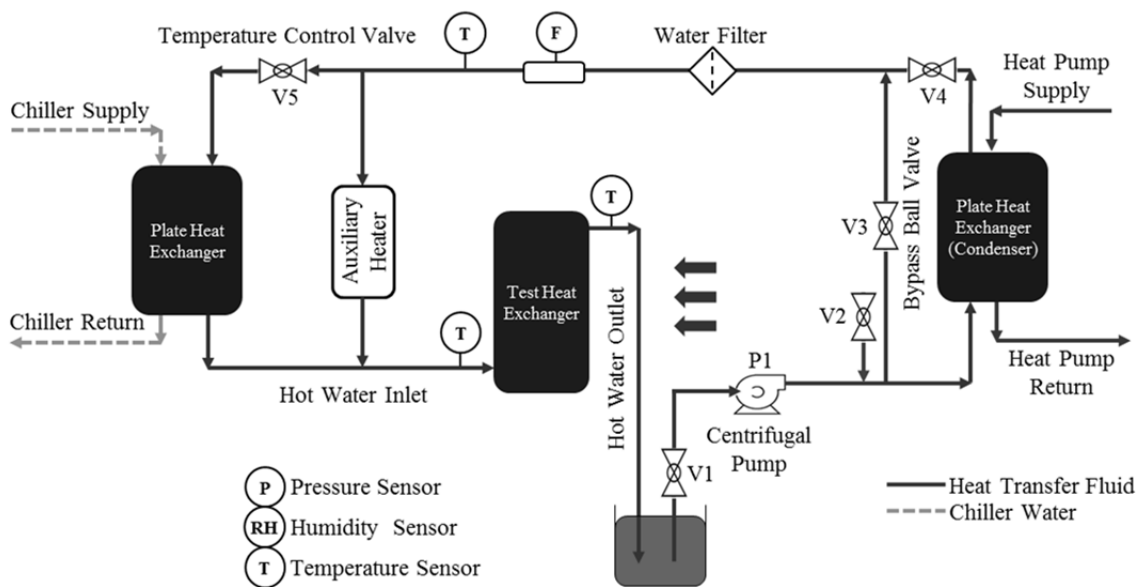 T
F
Temperature Control Valve
Water Filter
Heat Pump
Supply
V5
V4
Chiller Supply
Plate Heat
Exchanger
Auxiliary
Heater
T
Test Heat
Exchanger
Hot Water Outlet
V3
Bypass Ball Valve
Plate Heat
Exchanger
(Condenser)
V2
Chiller Return
T
Hot Water Inlet
P1
Heat Pump
Return
Centrifugal
Pump
V1
P Pressure Sensor
RH Humidity Sensor
T Temperature Sensor
Heat Transfer Fluid
Chiller Water